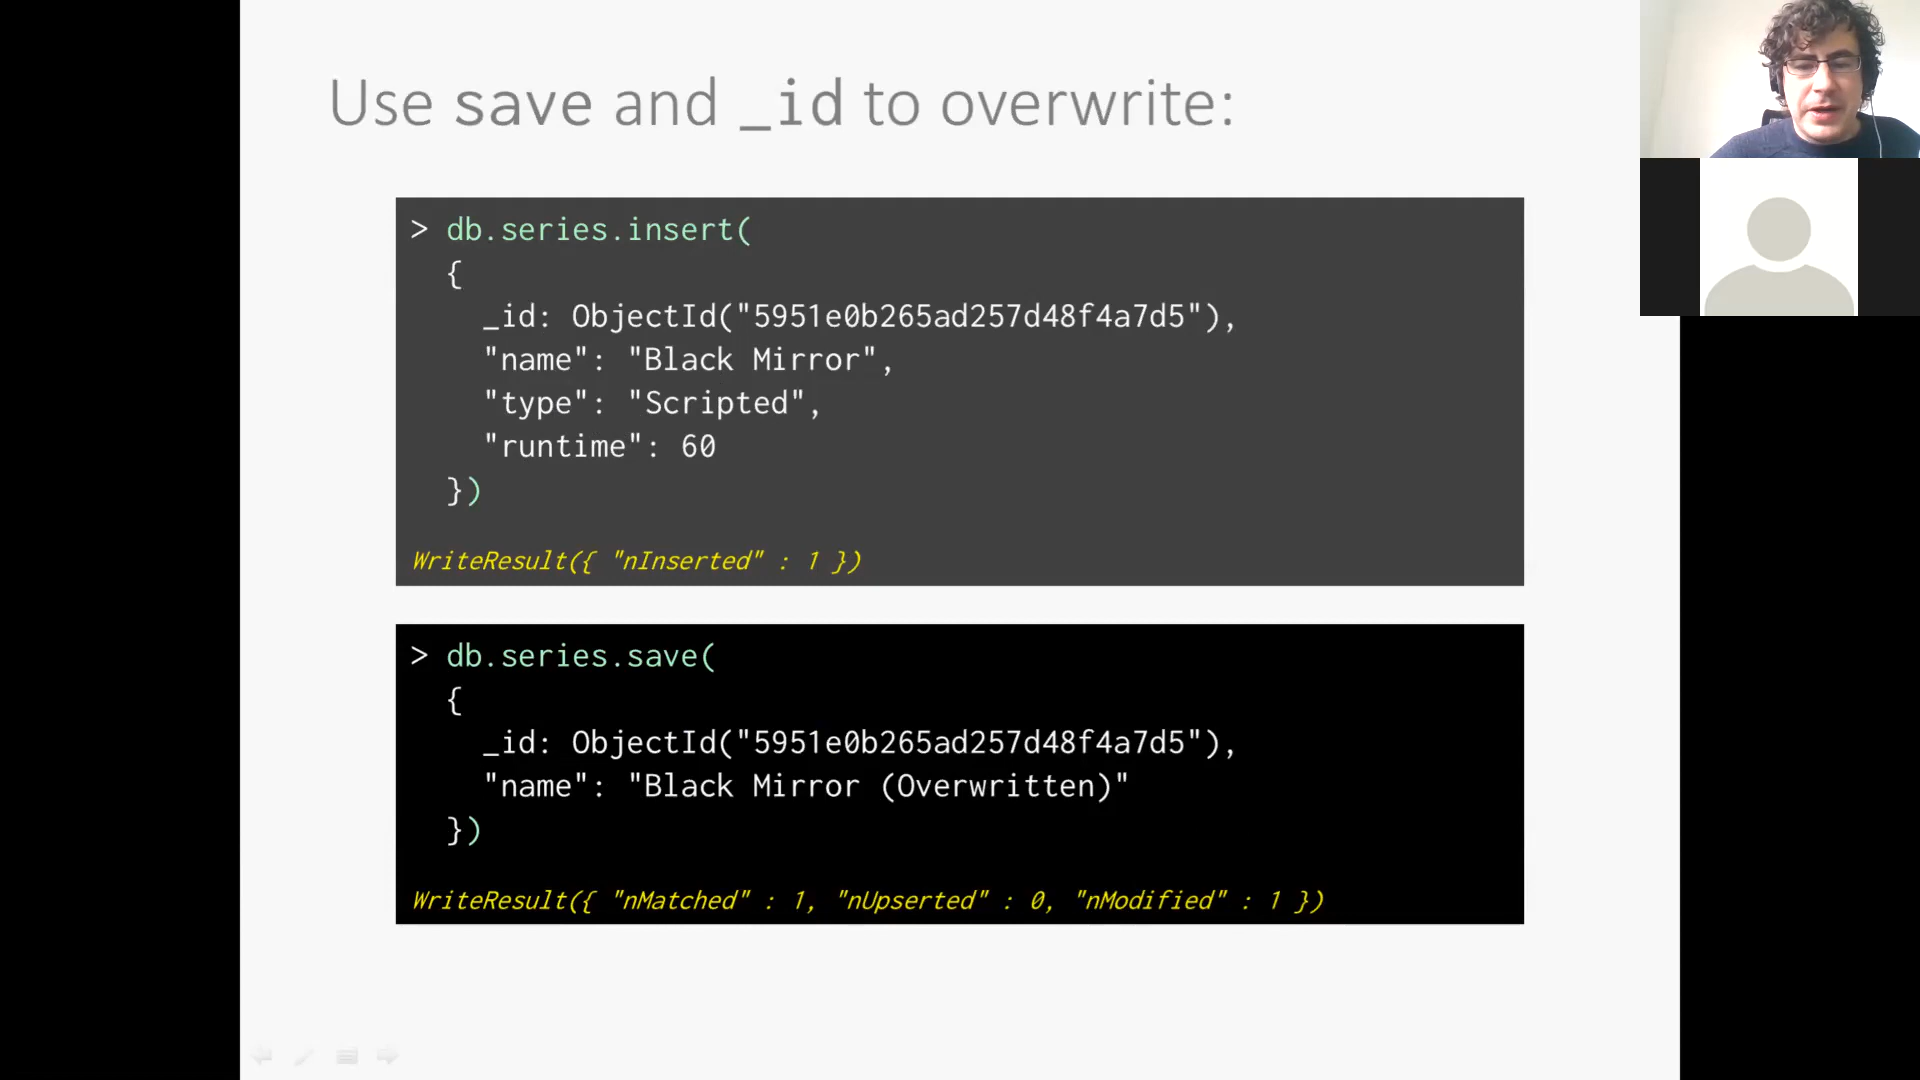 Use save and _id to overwrite:
> db.series.insert(
{
_id: ObjectId("5951e0b265ad257d48f4a7d5"),
"name": "Black Mirror",
"type": "Scripted",
"runtime": 60
})
WriteResult({ "nInserted" : 1 })
> db.series.save(
{
_id: ObjectId("5951e0b265ad257d48f4a7d5"),
"name": "Black Mirror (Overwritten)"
})
WriteResult({ "nMatched" : 1, "nUpserted" : 0, "nModified" : 1 })